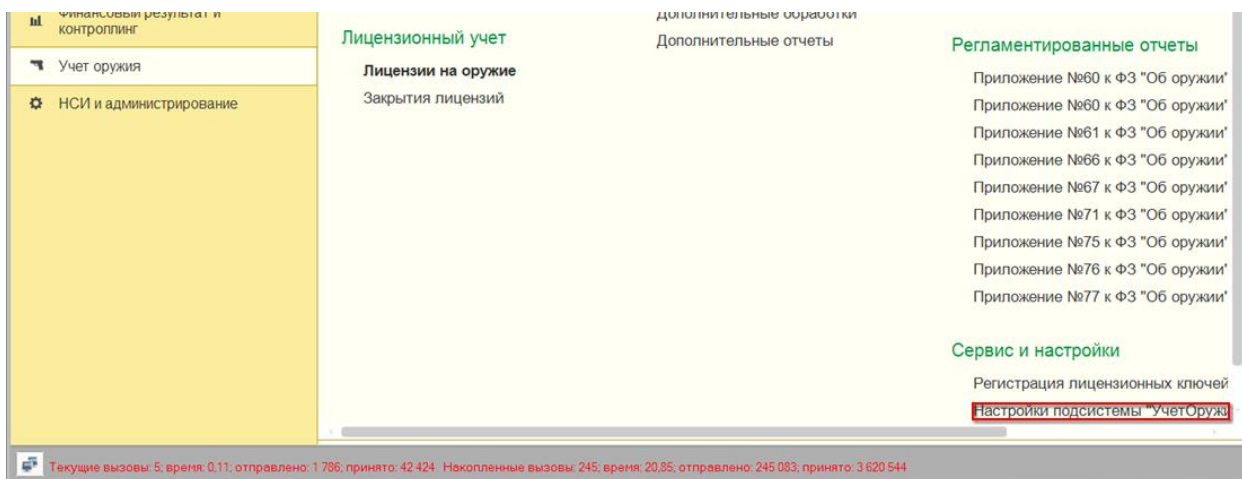 Финансовый результат и
контроллинг
Учет оружия
НСИ и администрирование
Лицензионный учет
Лицензии на оружие
Закрытия лицензий
Дополнительные обработки
Дополнительные отчеты
Регламентированные отчеты
Приложение №60 к ФЗ "Об оружии"
Приложение №60 к ФЗ "Об оружии"
Приложение №61 к ФЗ "Об оружии"
Приложение №66 к ФЗ "Об оружии"
Приложение №67 к ФЗ "Об оружии"
Приложение №71 к ФЗ "Об оружии"
Приложение №75 к ФЗ "Об оружии"
Приложение №76 к ФЗ "Об оружии"
Приложение №77 к ФЗ "Об оружии"
Сервис и настройки
Регистрация лицензионных ключей
Настройки подсистемы "УчетОружи
Текущие вызовы: 5; время: 0,11; отправлено: 1 786; принято: 42 424 Накопленные вызовы: 245; время: 20,85; отправлено: 245 083; принято: 3 620 544